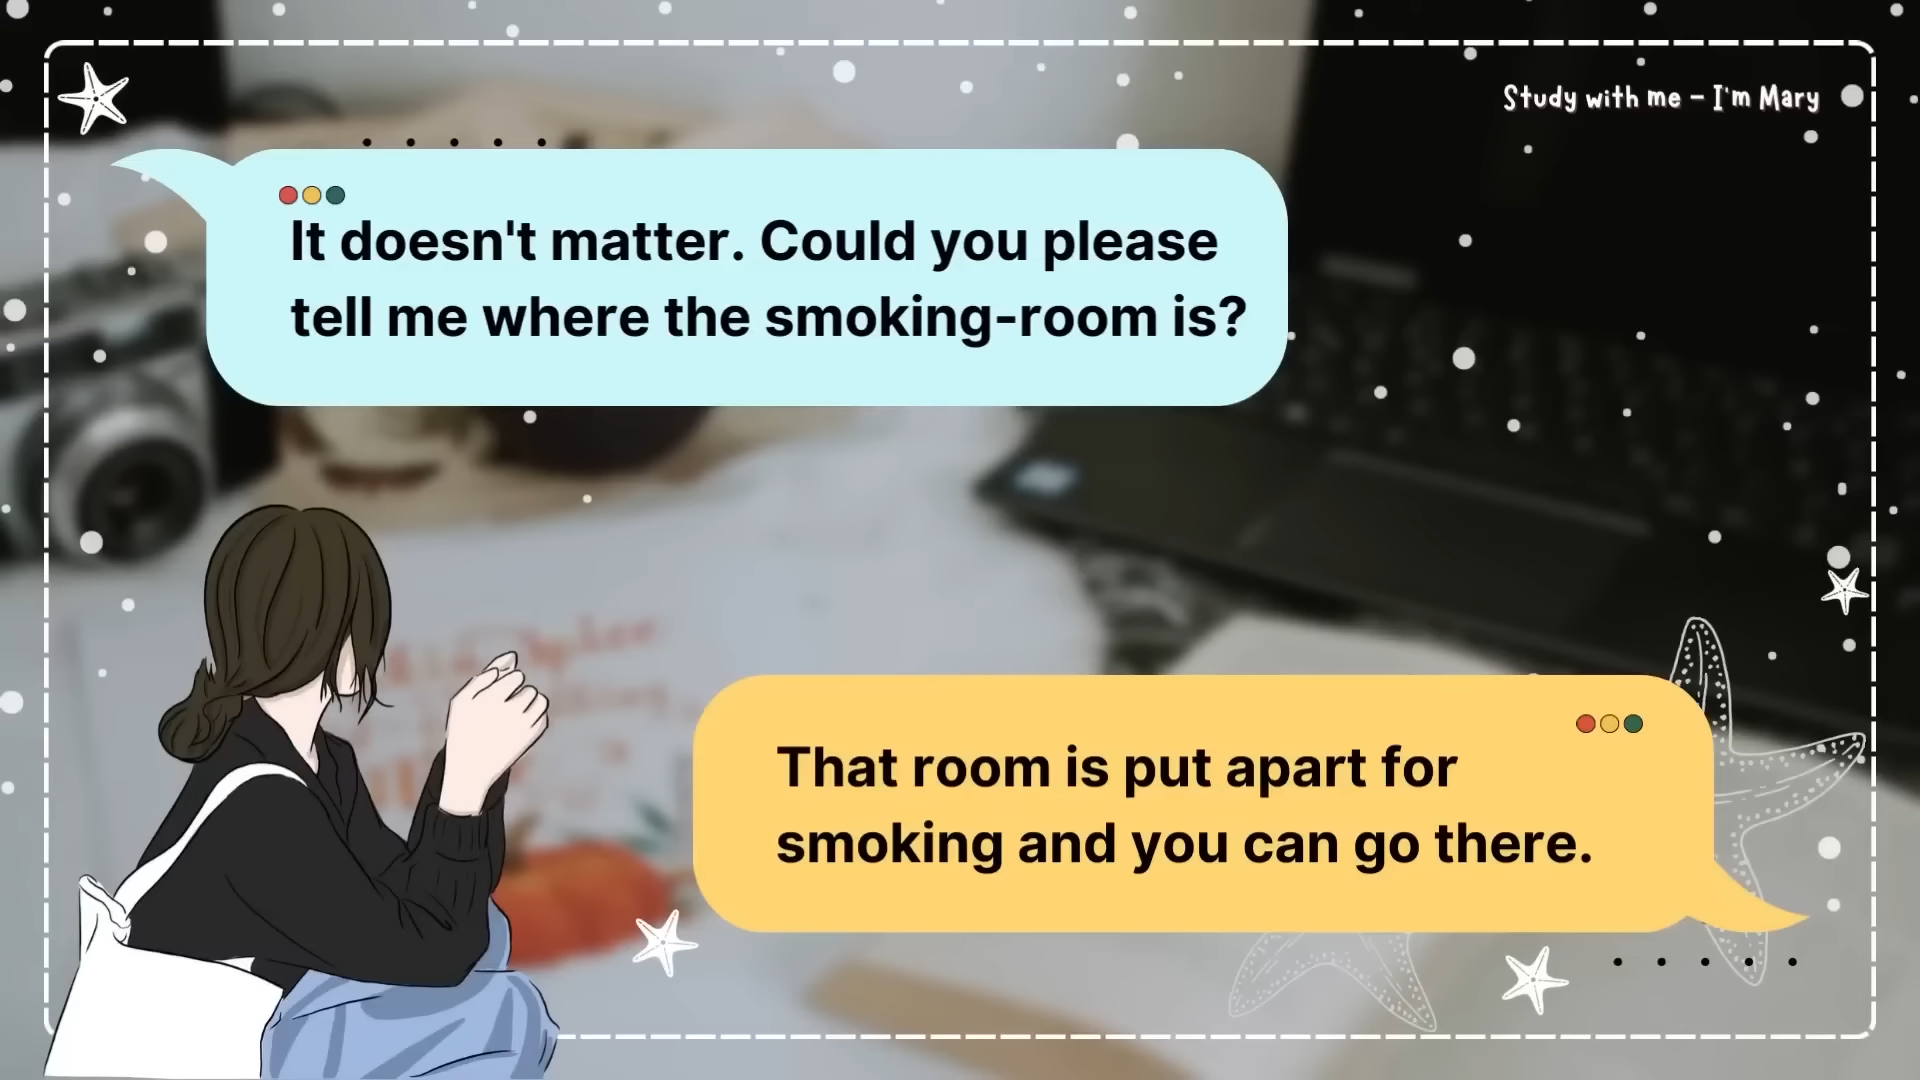 Study with me - I'm Mary
It doesn't matter. Could you please
tell me where the smoking-room is?
That room is put apart for
smoking and you can go there.